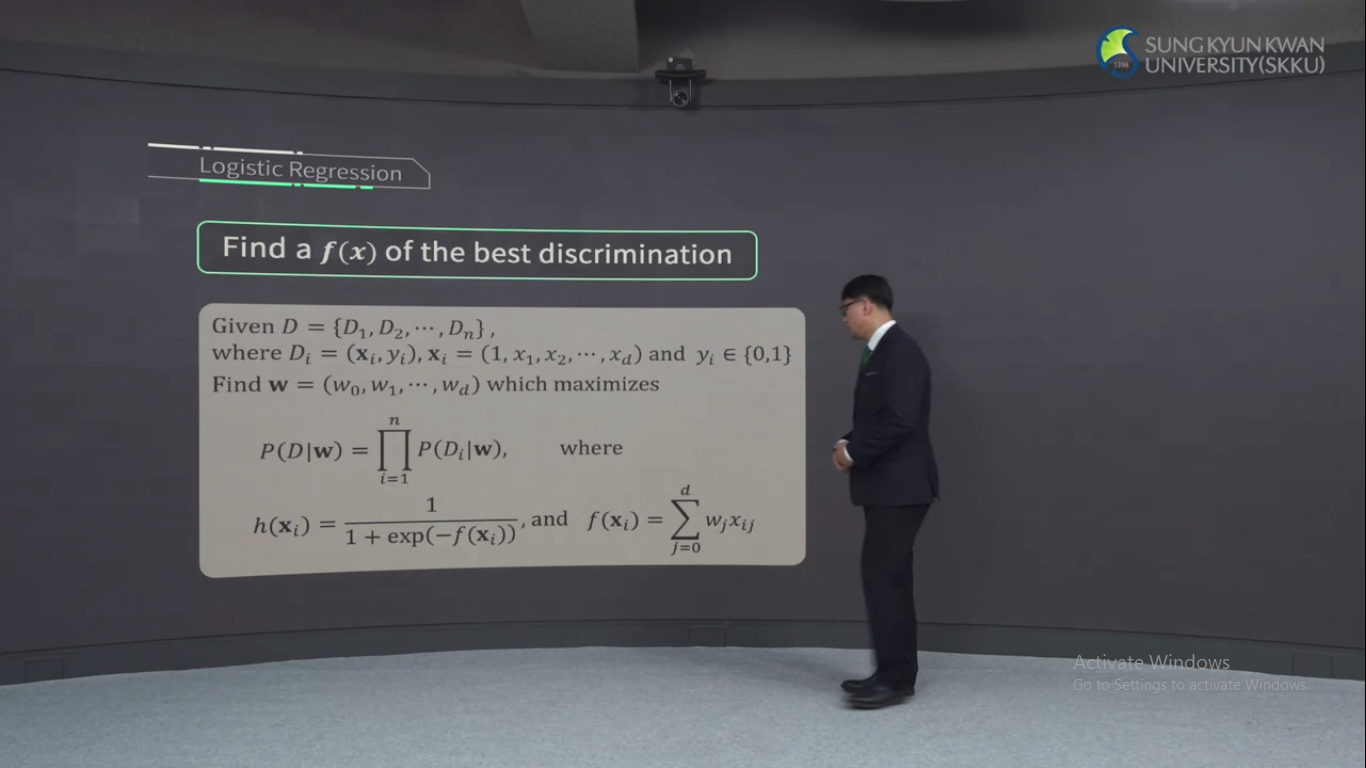 SUNG KYUN KWAN
UNIVERSITY(SKKU)
1398
Logistic Regression
Find a f(x) of the best discrimination
Given D = {D₁, D₂, ⋯, Dₙ},
where Dᵢ = (𝐱ᵢ, yᵢ), 𝐱ᵢ = (1, x₁, x₂, ⋯, x_d) and yᵢ ∈ {0,1}
Find 𝐰 = (w₀, w₁, ⋯, w_d) which maximizes
P(D|𝐰) = ∏ᵢ₌₁ⁿ P(Dᵢ|𝐰), where
h(𝐱ᵢ) = 1 / (1 + exp(−f(𝐱ᵢ))), and f(𝐱ᵢ) = ∑ⱼ₌₀ᵈ wⱼxᵢⱼ
Activate Windows
Go to Settings to activate Windows.